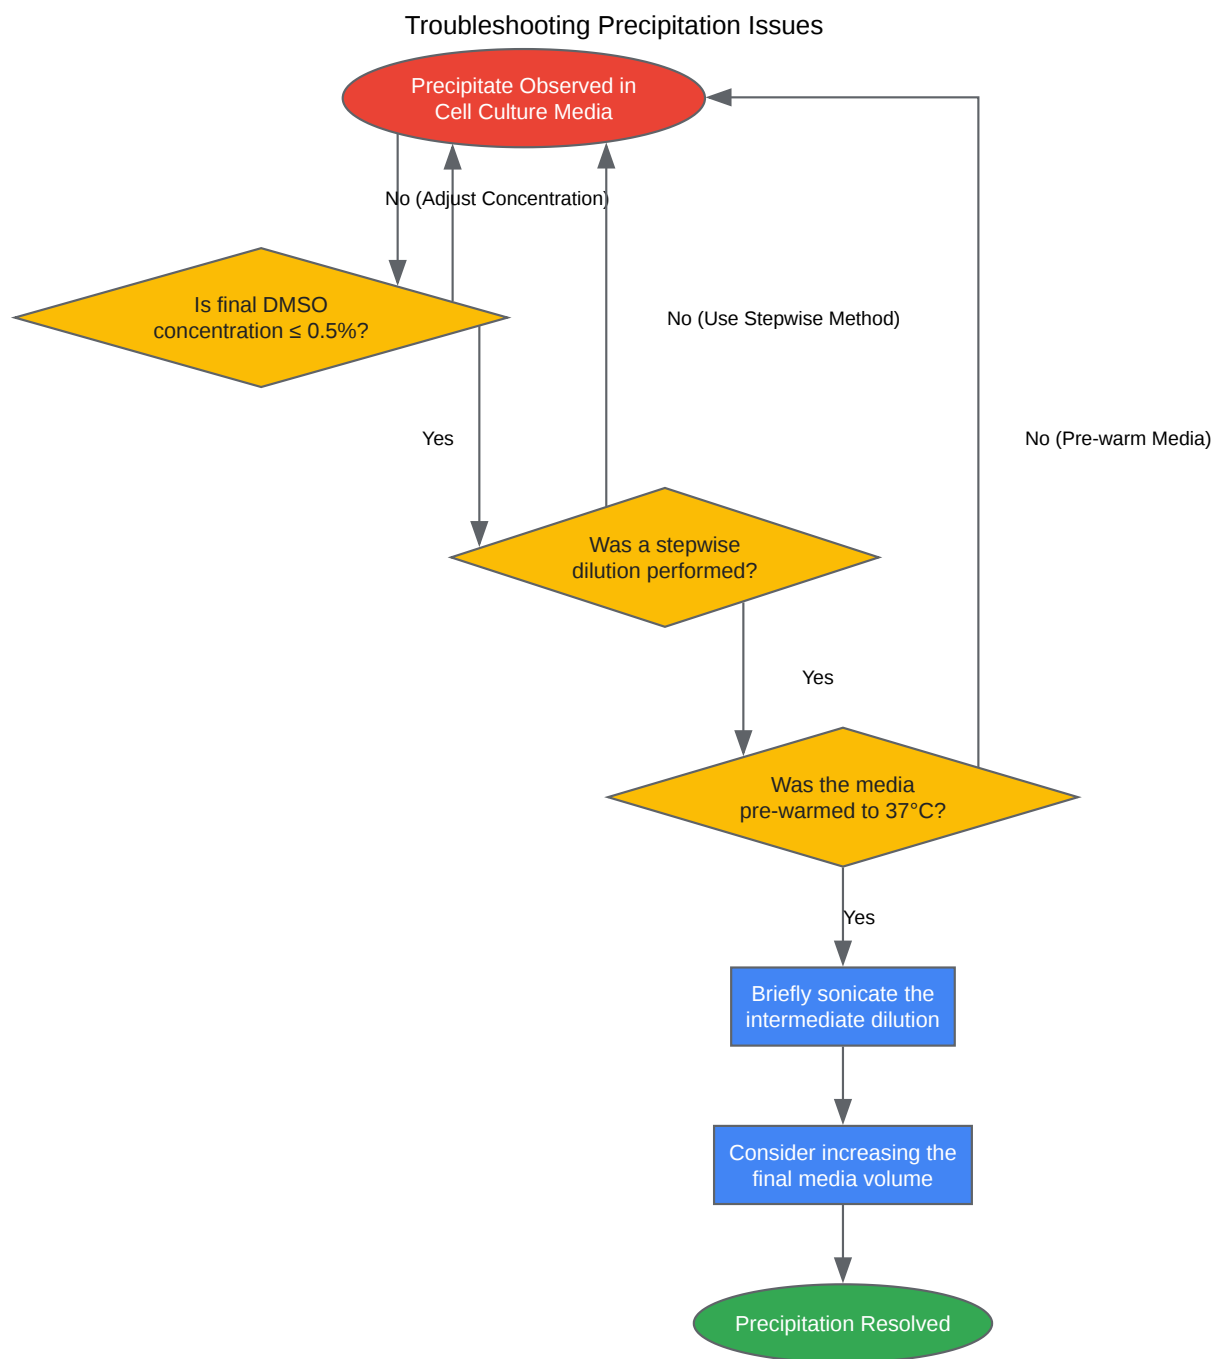 Troubleshooting Precipitation Issues
Precipitate Observed in
Cell Culture Media
No (Adjust Concentration)
Is final DMSO
concentration ≤ 0.5%?
No (Use Stepwise Method)
Yes
No (Pre-warm Media)
Was a stepwise
dilution performed?
Yes
Was the media
pre-warmed to 37°C?
Yes
Briefly sonicate the
intermediate dilution
Consider increasing the
final media volume
Precipitation Resolved